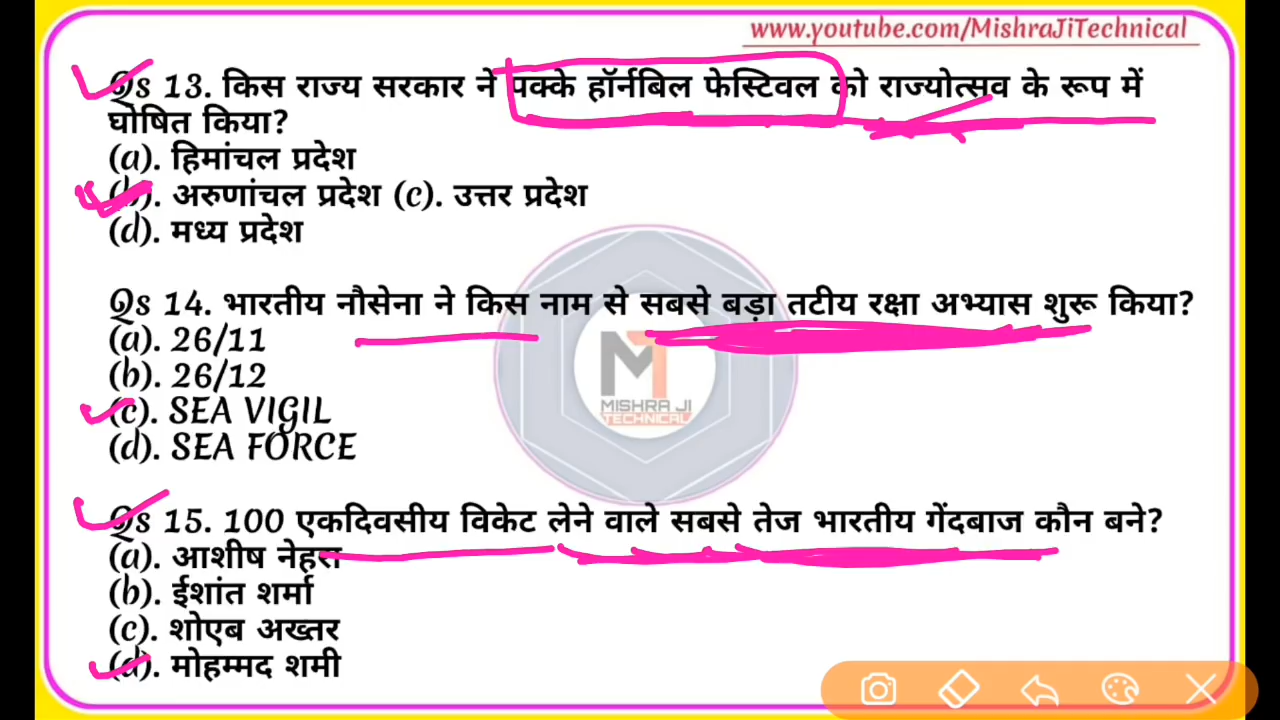 www.youtube.com/MishraJiTechnical
Qs 13. किस राज्य सरकार ने पक्के हॉर्नबिल फेस्टिवल को राज्योत्सव के रूप में
घोषित किया?
(a). हिमांचल प्रदेश
(b). अरुणांचल प्रदेश (c). उत्तर प्रदेश
(d). मध्य प्रदेश
Qs 14. भारतीय नौसेना ने किस नाम से सबसे बड़ा तटीय रक्षा अभ्यास शुरू किया?
(a). 26/11
(b). 26/12
(c). SEA VIGIL
(d). SEA FORCE
MISHRA JI
TECHNICAL
Qs 15. 100 एकदिवसीय विकेट लेने वाले सबसे तेज भारतीय गेंदबाज कौन बने?
(a). आशीष नेहरा
(b). ईशांत शर्मा
(c). शोएब अख्तर
(d). मोहम्मद शमी